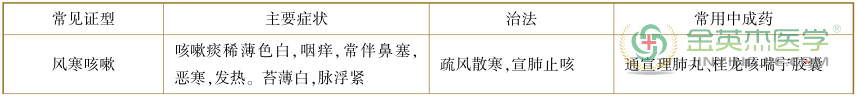 常见证型 主要症状 治法 常用中成药
风寒咳嗽 咳嗽痰稀薄色白,咽痒,常伴鼻塞,
恶寒,发热。苔薄白,脉浮紧 疏风散寒,宣肺止咳 通宣理肺丸、桂龙咳喘宁胶囊
金英杰医学